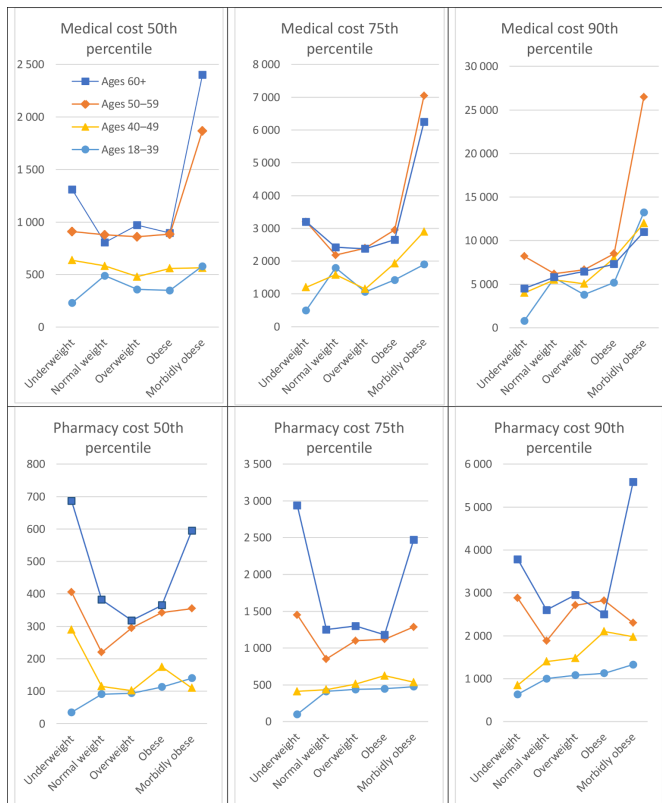 Medical cost 50th
percentile
2 500
2 000
1 500
1 000
500
0
Ages 60+
Ages 50–59
Ages 40–49
Ages 18–39
Underweight
Normal weight
Overweight
Obese
Morbidly obese
Medical cost 75th
percentile
8 000
7 000
6 000
5 000
4 000
3 000
2 000
1 000
0
Underweight
Normal weight
Overweight
Obese
Morbidly obese
Medical cost 90th
percentile
30 000
25 000
20 000
15 000
10 000
5 000
0
Underweight
Normal weight
Overweight
Obese
Morbidly obese
Pharmacy cost 50th
percentile
800
700
600
500
400
300
200
100
0
Underweight
Normal weight
Overweight
Obese
Morbidly obese
Pharmacy cost 75th
percentile
3 500
3 000
2 500
2 000
1 500
1 000
500
0
Underweight
Normal weight
Overweight
Obese
Morbidly obese
Pharmacy cost 90th
percentile
6 000
5 000
4 000
3 000
2 000
1 000
0
Underweight
Normal weight
Overweight
Obese
Morbidly obese